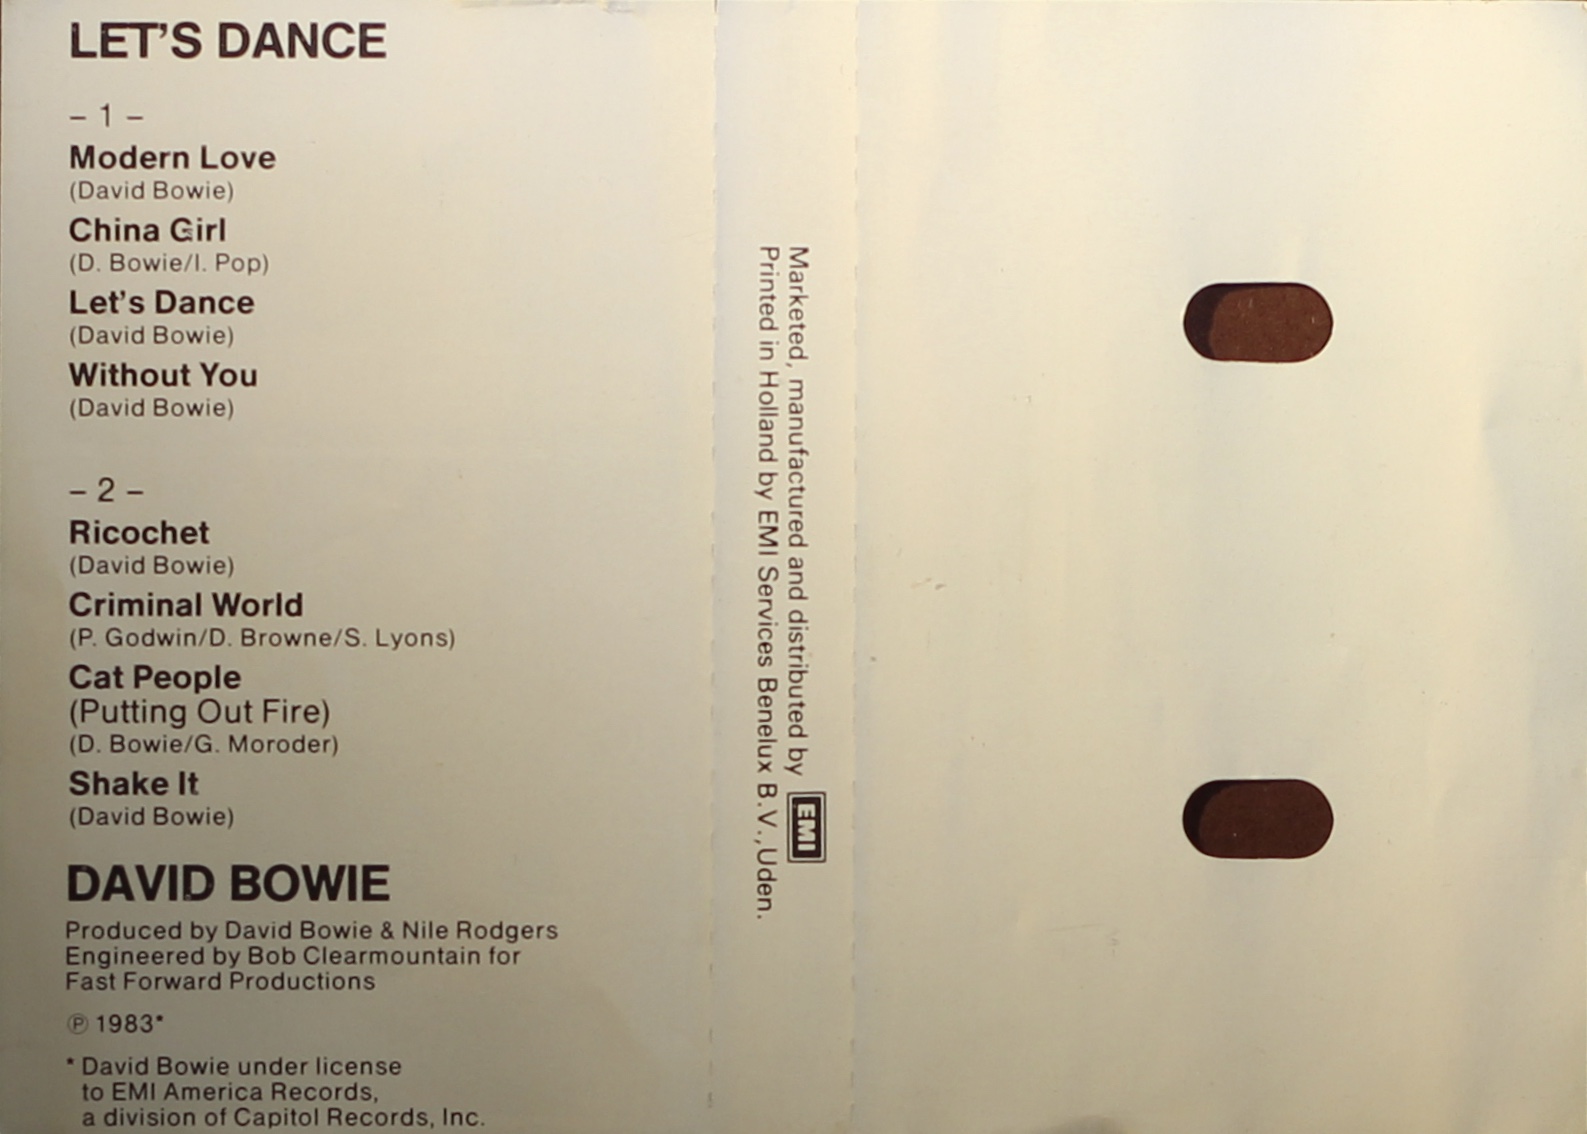 LET'S DANCE
– 1 –
Modern Love
(David Bowie)
China Girl
(D. Bowie/I. Pop)
Let's Dance
(David Bowie)
Without You
(David Bowie)
– 2 –
Ricochet
(David Bowie)
Criminal World
(P. Godwin/D. Browne/S. Lyons)
Cat People
(Putting Out Fire)
(D. Bowie/G. Moroder)
Shake It
(David Bowie)
DAVID BOWIE
Produced by David Bowie & Nile Rodgers
Engineered by Bob Clearmountain for
Fast Forward Productions
℗ 1983*
* David Bowie under license
to EMI America Records,
a division of Capitol Records, Inc.
Marketed, manufactured and distributed by EMI
Printed in Holland by EMI Services Benelux B.V.,Uden.